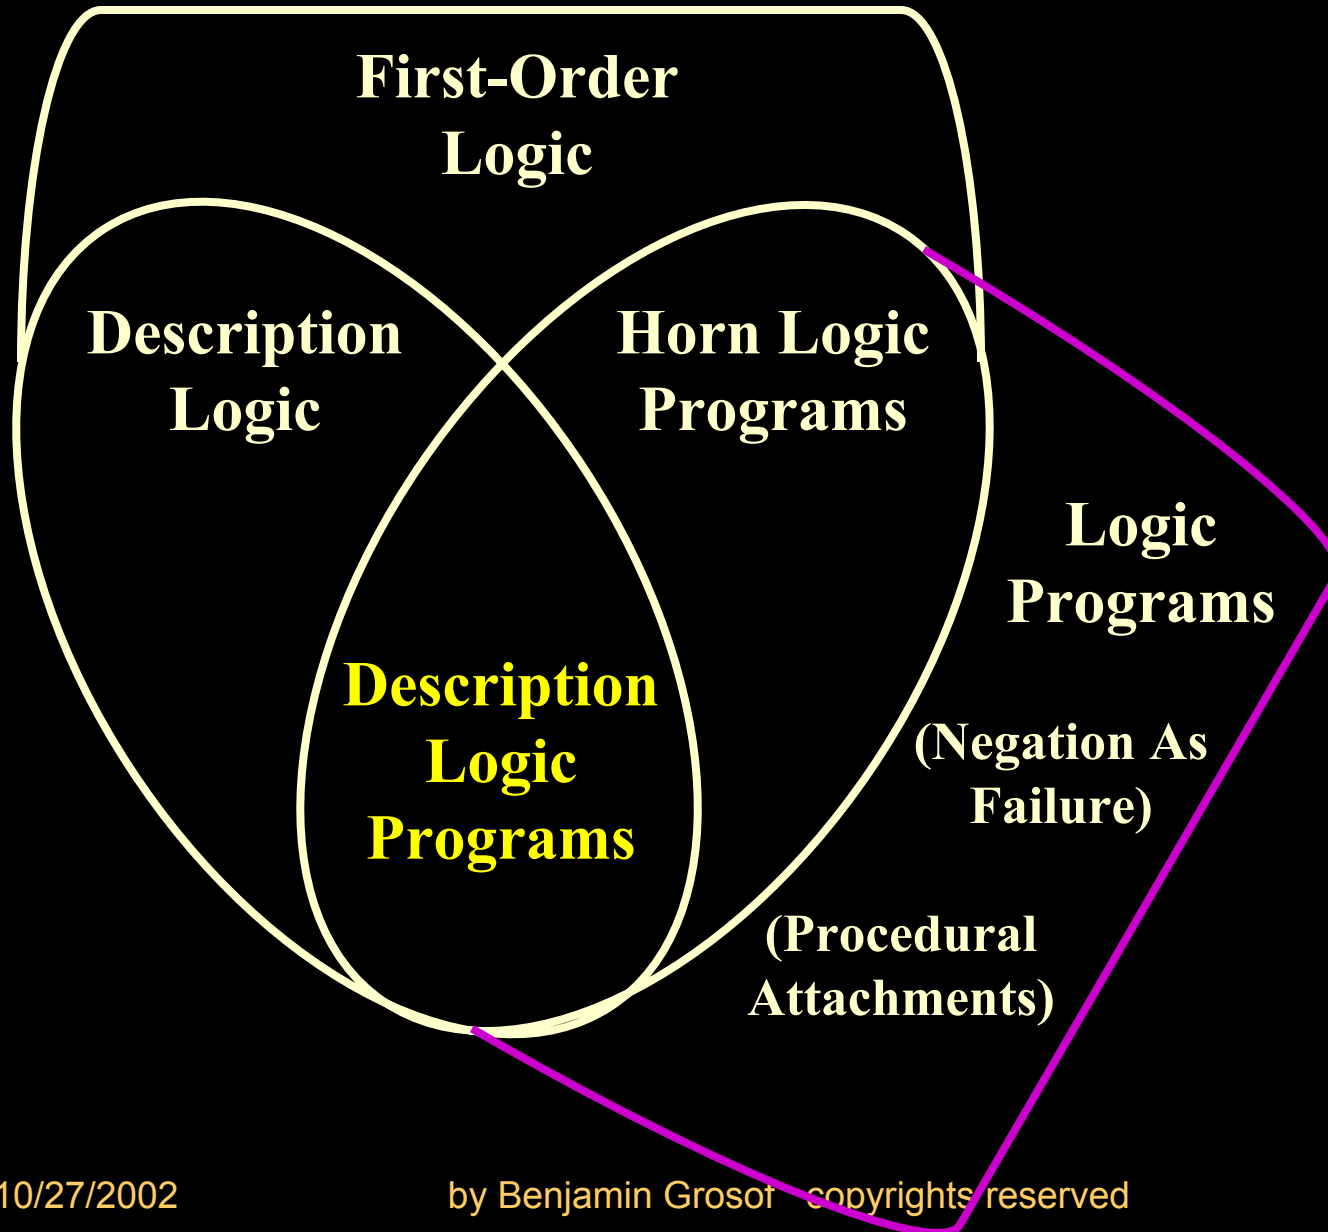 First-Order
Logic
Description
Logic
Horn Logic
Programs
Logic
Programs
Description
Logic
Programs
(Negation As
Failure)
(Procedural
Attachments)
10/27/2002
by Benjamin Grosof copyrights reserved